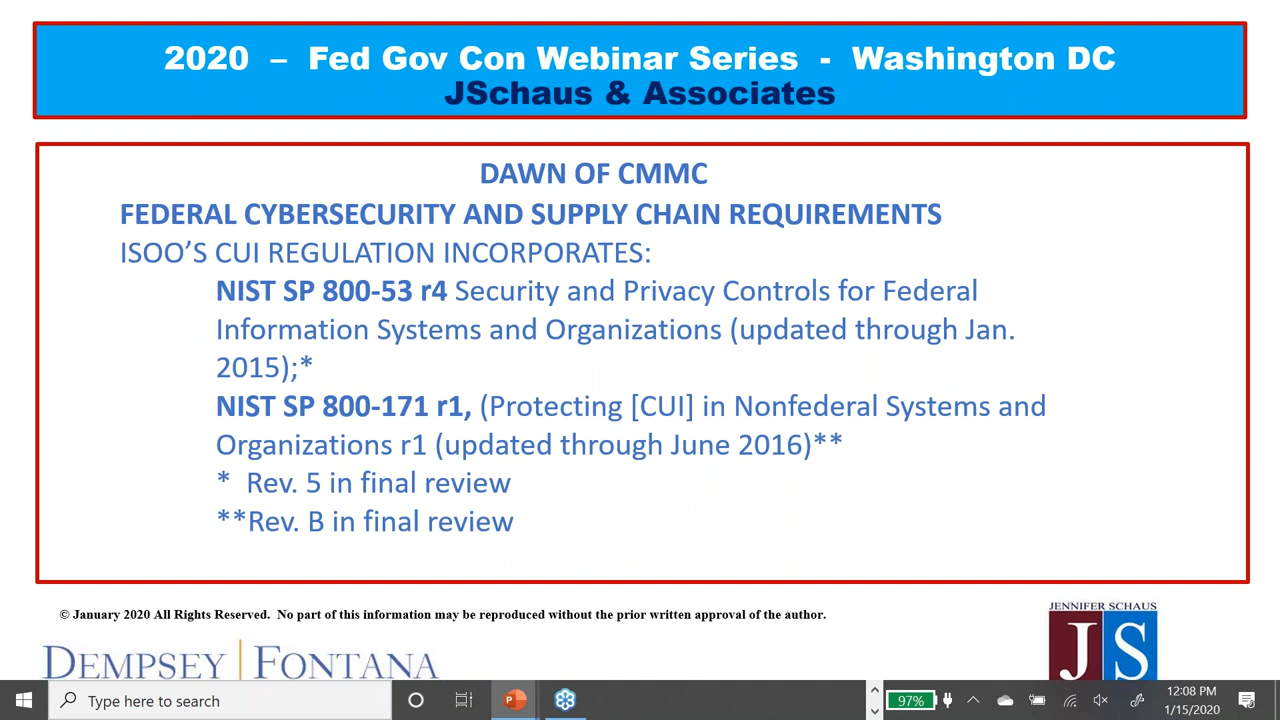 2020 – Fed Gov Con Webinar Series - Washington DC
JSchaus & Associates
DAWN OF CMMC
FEDERAL CYBERSECURITY AND SUPPLY CHAIN REQUIREMENTS
ISOO’S CUI REGULATION INCORPORATES:
NIST SP 800-53 r4 Security and Privacy Controls for Federal
Information Systems and Organizations (updated through Jan.
2015);*
NIST SP 800-171 r1, (Protecting [CUI] in Nonfederal Systems and
Organizations r1 (updated through June 2016)**
* Rev. 5 in final review
**Rev. B in final review
© January 2020 All Rights Reserved. No part of this information may be reproduced without the prior written approval of the author.
JENNIFER SCHAUS
JS
DEMPSEY FONTANA
Type here to search
97%
12:08 PM
1/15/2020